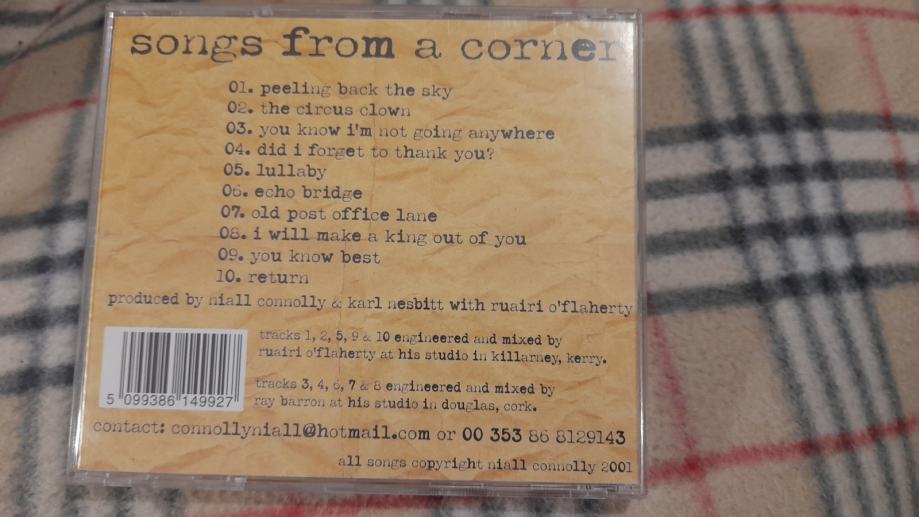 songs from a corner
01. peeling back the sky
02. the circus clown
03. you know i'm not going anywhere
04. did i forget to thank you?
05. lullaby
06. echo bridge
07. old post office lane
08. i will make a king out of you
09. you know best
10. return
produced by niall connolly & karl nesbitt with ruairi o'flaherty
tracks 1, 2, 5, 9 & 10 engineered and mixed by
ruairi o'flaherty at his studio in killarney, kerry.
tracks 3, 4, 6, 7 & 8 engineered and mixed by
ray barron at his studio in douglas, cork.
5 099386 149927
contact: connollyniall@hotmail.com or 00 353 86 8129143
all songs copyright niall connolly 2001